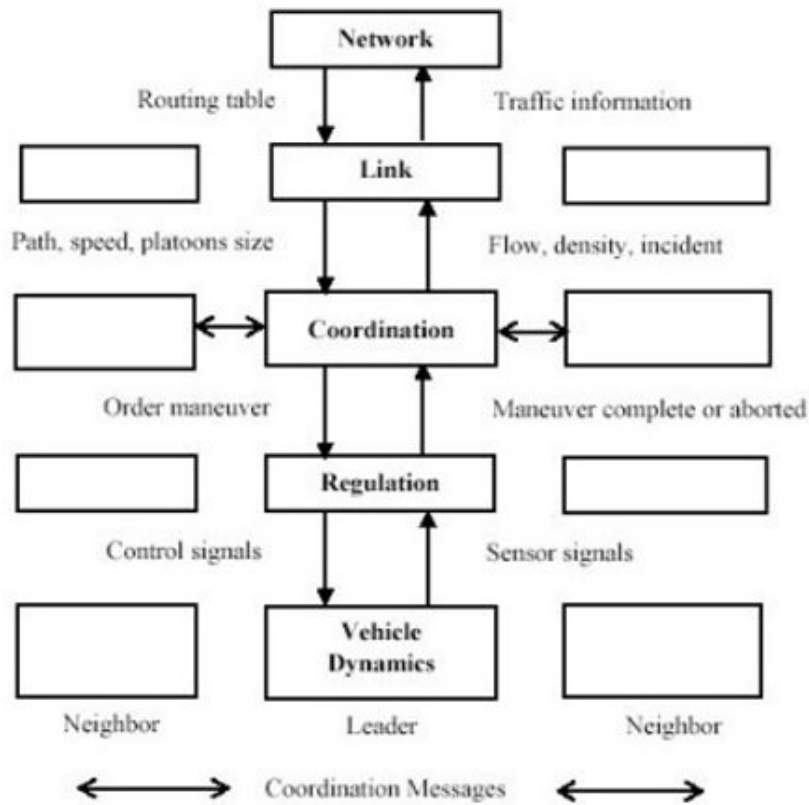 Network
Routing table
Traffic information
Link
Path, speed, platoons size
Flow, density, incident
Coordination
Order maneuver
Maneuver complete or aborted
Regulation
Control signals
Sensor signals
Vehicle
Dynamics
Neighbor
Leader
Neighbor
Coordination Messages